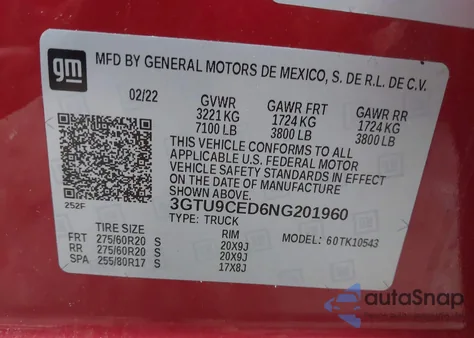 gm
MFD BY GENERAL MOTORS DE MEXICO, S. DE R.L. DE C.V.
02/22 GVWR GAWR FRT GAWR RR
3221 KG 1724 KG 1724 KG
7100 LB 3800 LB 3800 LB
THIS VEHICLE CONFORMS TO ALL
APPLICABLE U.S. FEDERAL MOTOR
VEHICLE SAFETY STANDARDS IN EFFECT
ON THE DATE OF MANUFACTURE
SHOWN ABOVE.
252F 3GTU9CED6NG201960
TYPE: TRUCK
TIRE SIZE RIM MODEL: 60TK10543
FRT 275/60R20 S 20X9J
RR 275/60R20 S 20X9J
SPA 255/80R17 S 17X8J
autaSnap